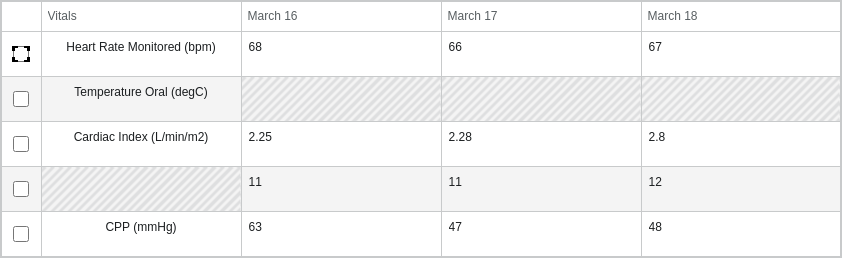 Vitals March 16 March 17 March 18
Heart Rate Monitored (bpm) 68 66 67
Temperature Oral (degC)
Cardiac Index (L/min/m2) 2.25 2.28 2.8
11 11 12
CPP (mmHg) 63 47 48